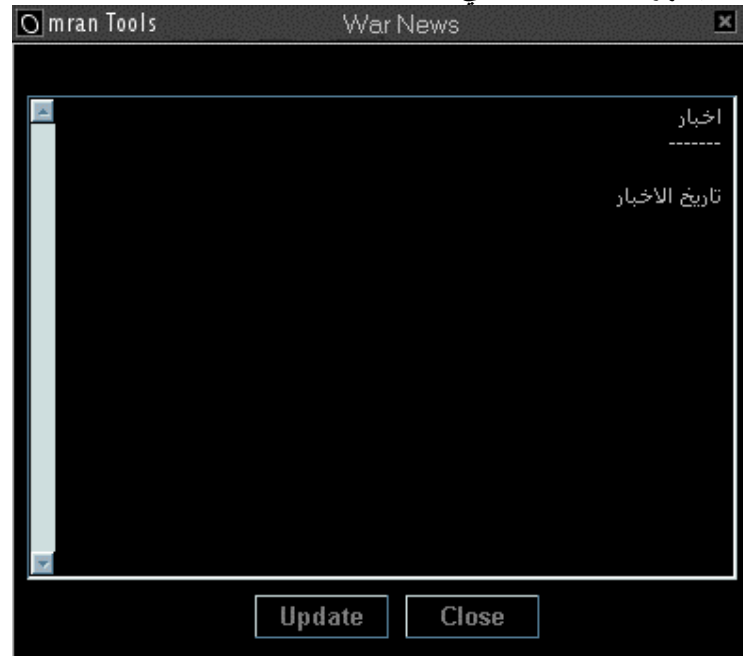 Omran Tools War News
اخبار
-------
تاريخ الاخبار
Update Close